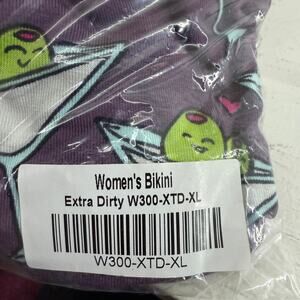 Women's Bikini
Extra Dirty W300-XTD-XL
W300-XTD-XL